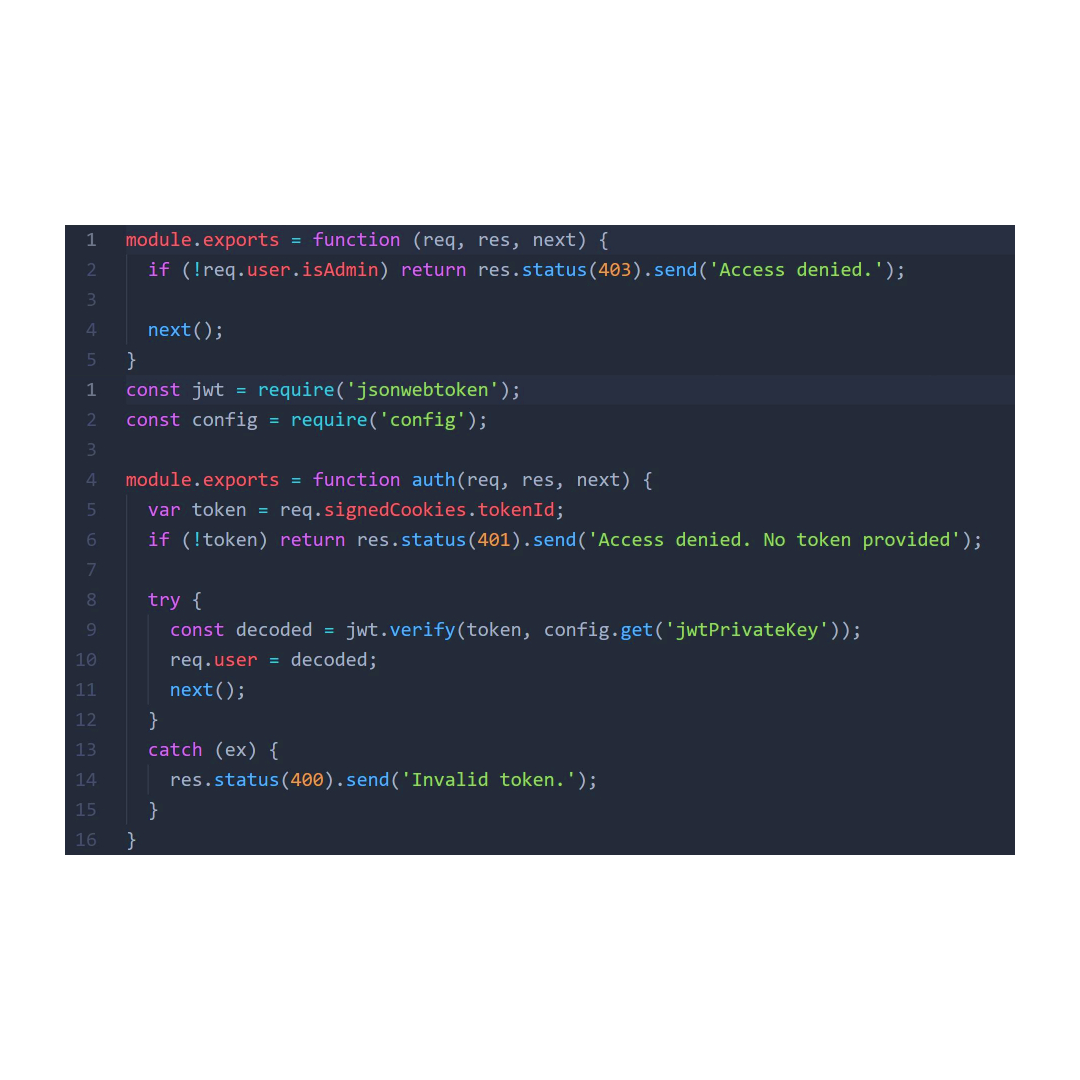 1 module.exports = function (req, res, next) {
2   if (!req.user.isAdmin) return res.status(403).send('Access denied.');
3
4   next();
5 }
1 const jwt = require('jsonwebtoken');
2 const config = require('config');
3
4 module.exports = function auth(req, res, next) {
5   var token = req.signedCookies.tokenId;
6   if (!token) return res.status(401).send('Access denied. No token provided');
7
8   try {
9     const decoded = jwt.verify(token, config.get('jwtPrivateKey'));
10     req.user = decoded;
11     next();
12   }
13   catch (ex) {
14     res.status(400).send('Invalid token.');
15   }
16 }